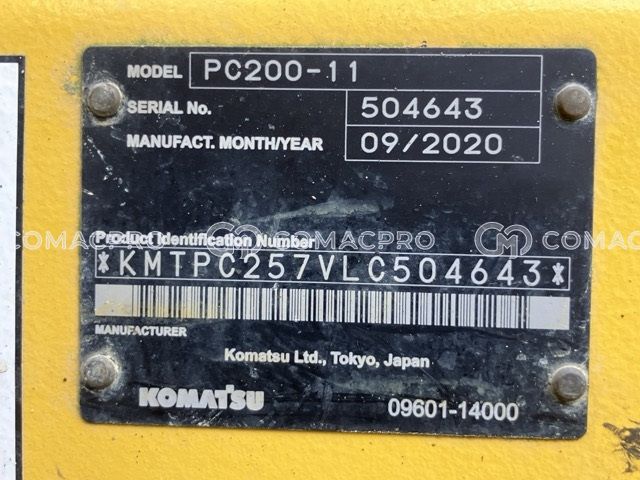 MODEL PC200-11
SERIAL No. 504643
MANUFACT. MONTH/YEAR 09/2020
Product Identification Number
COMACPRO COMACPRO COMACPRO
*KMTPC257VLC504643*
MANUFACTURER
Komatsu Ltd., Tokyo, Japan
KOMATSU 09601-14000